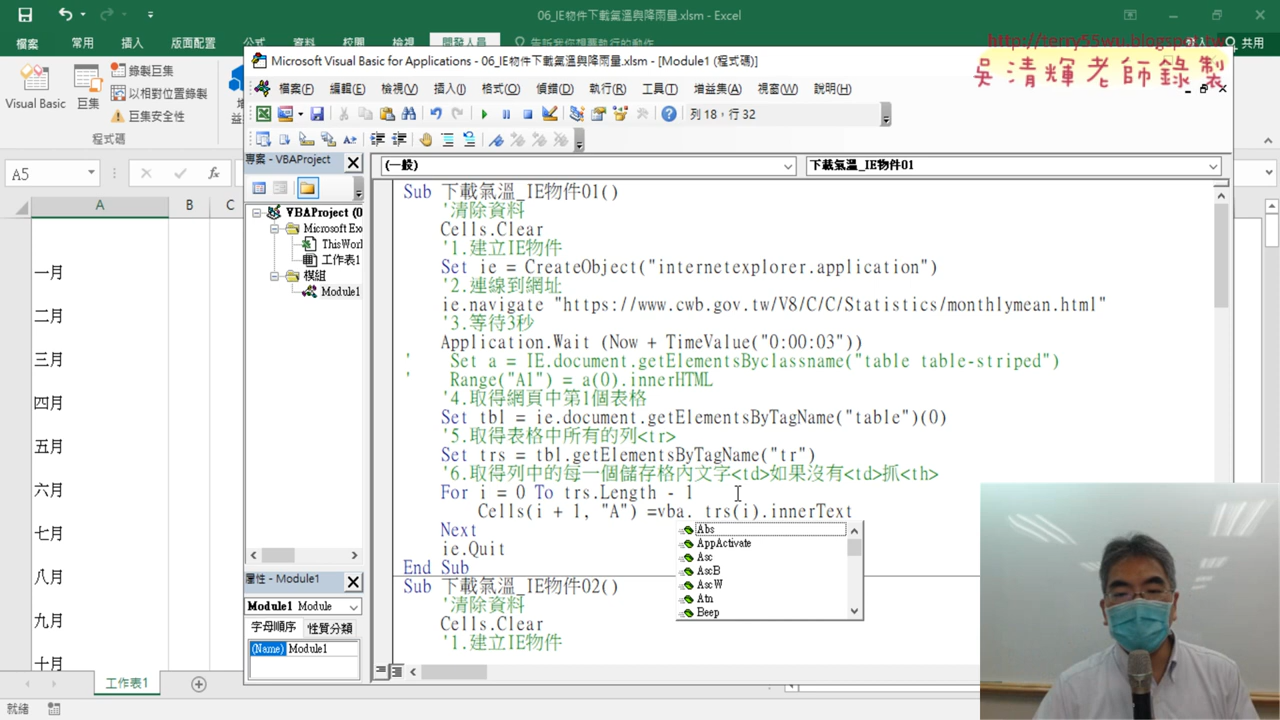 06_IE物件下載氣溫與降雨量.xlsm - Excel
檔案 常用 插入 版面配置 公式 資料 校閱 檢視 開發人員 告訴我您想要執行的動作 共用
http://terry55wu.blogspot.tw
吳清輝老師錄製
Visual Basic 巨集 錄製巨集
以相對位置錄製
巨集安全性
程式碼
Microsoft Visual Basic for Applications - 06_IE物件下載氣溫與降雨量.xlsm - [Module1 (程式碼)]
檔案(F) 編輯(E) 檢視(V) 插入(I) 格式(O) 偵錯(D) 執行(R) 工具(T) 增益集(A) 視窗(W) 說明(H)
列 18，行 32
A5
fx
A B C
一月
二月
三月
四月
五月
六月
七月
八月
九月
十月
工作表1
就緒
專案 - VBAProject
VBAProject (0
Microsoft Exc
ThisWorl
工作表1
模組
Module1
屬性 - Module1
Module1 Module
字母順序 性質分類
(Name) Module1
(一般) 下載氣溫_IE物件01
Sub 下載氣溫_IE物件01()
'清除資料
Cells.Clear
'1.建立IE物件
Set ie = CreateObject("internetexplorer.application")
'2.連線到網址
ie.navigate "https://www.cwb.gov.tw/V8/C/C/Statistics/monthlymean.html"
'3.等待3秒
Application.Wait (Now + TimeValue("0:00:03"))
' Set a = IE.document.getElementsByclassname("table table-striped")
' Range("A1") = a(0).innerHTML
'4.取得網頁中第1個表格
Set tbl = ie.document.getElementsByTagName("table")(0)
'5.取得表格中所有的列<tr>
Set trs = tbl.getElementsByTagName("tr")
'6.取得列中的每一個儲存格內文字<td>如果沒有<td>抓<th>
For i = 0 To trs.Length - 1
Cells(i + 1, "A") =vba. trs(i).innerText
Next
ie.Quit
End Sub
Sub 下載氣溫_IE物件02()
'清除資料
Cells.Clear
'1.建立IE物件
Abs
AppActivate
Asc
AscB
AscW
Atn
Beep